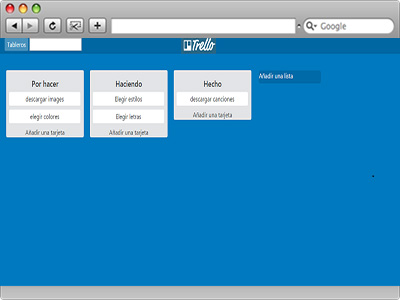 Google
Tableros
Trello
Por hacer
descargar images
elegir colores
Añadir una tarjeta
Haciendo
Elegir estilos
Elegir letras
Añadir una tarjeta
Hecho
descargar canciones
Añadir una tarjeta
Añadir una lista